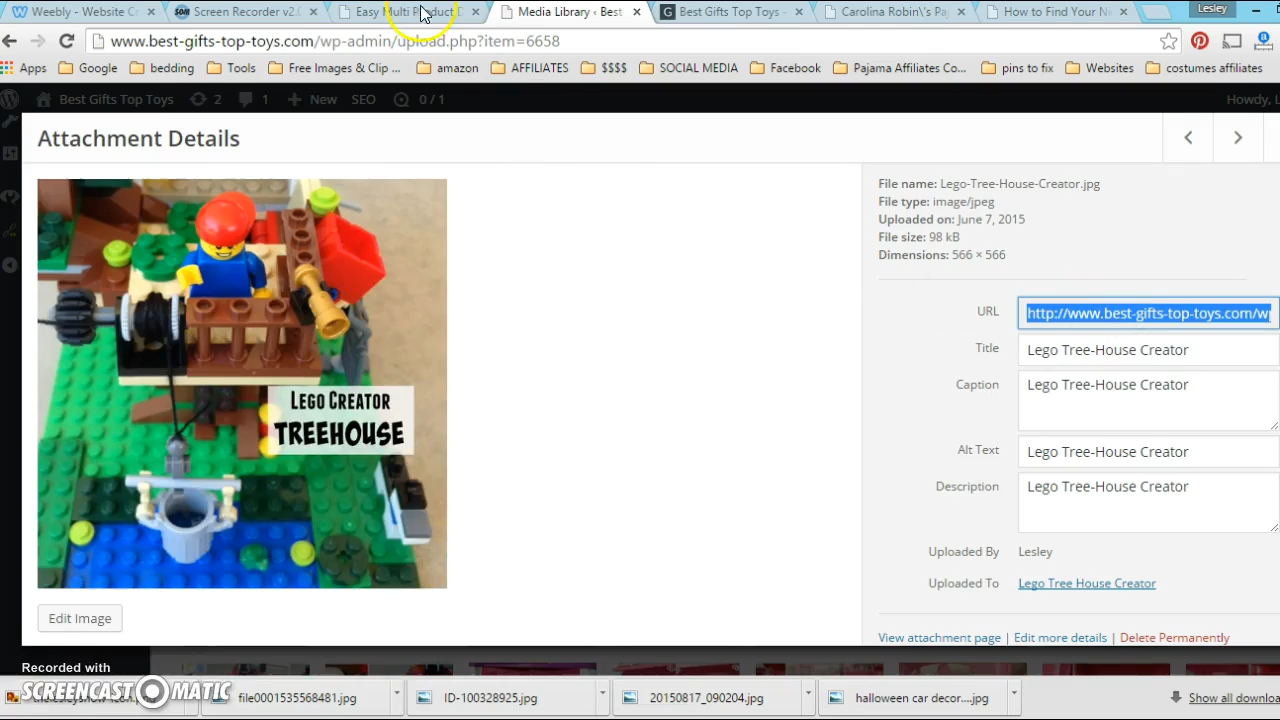 Weebly - Website Cr
Screen Recorder v2.0
Easy Multi Product D
Media Library ‹ Best
Best Gifts Top Toys -
Carolina Robin\'s Pa
How to Find Your Ne
Lesley
www.best-gifts-top-toys.com/wp-admin/upload.php?item=6658
Apps Google bedding Tools Free Images & Clip ... amazon AFFILIATES $$$$ SOCIAL MEDIA Facebook Pajama Affiliates Co... pins to fix Websites costumes affiliates
Best Gifts Top Toys 2 1 New SEO 0 / 1 Howdy, L
Attachment Details
File name: Lego-Tree-House-Creator.jpg
File type: image/jpeg
Uploaded on: June 7, 2015
File size: 98 kB
Dimensions: 566 × 566
URL http://www.best-gifts-top-toys.com/wp
Title Lego Tree-House Creator
Caption Lego Tree-House Creator
Alt Text Lego Tree-House Creator
Description Lego Tree-House Creator
Uploaded By Lesley
Uploaded To Lego Tree House Creator
View attachment page | Edit more details | Delete Permanently
LEGO CREATOR
TREEHOUSE
Edit Image
Recorded with
SCREENCAST MATIC
file0001535568481.jpg
ID-100328925.jpg
20150817_090204.jpg
halloween car decor....jpg
Show all downloa